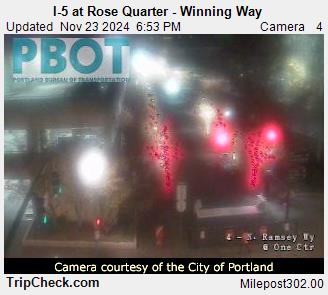 I-5 at Rose Quarter - Winning Way
Updated Nov 23 2024 6:53 PM Camera 4
PBOT
PORTLAND BUREAU OF TRANSPORTATION
4 - N. Ramsey Wy
@ One Ctr
Camera courtesy of the City of Portland
TripCheck.com Milepost302.00